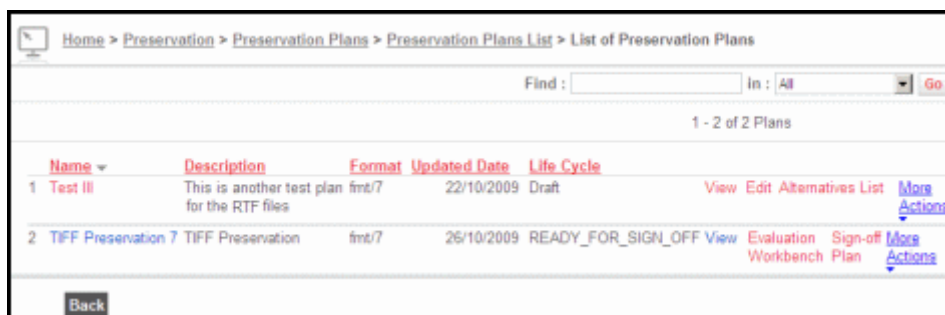 Home > Preservation > Preservation Plans > Preservation Plans List > List of Preservation Plans
Find : in : All Go
1 - 2 of 2 Plans
Name Description Format Updated Date Life Cycle
1 Test III This is another test plan fmt/7 22/10/2009 Draft View Edit Alternatives List More
for the RTF files Actions
2 TIFF Preservation 7 TIFF Preservation fmt/7 26/10/2009 READY_FOR_SIGN_OFF View Evaluation Sign-off More
Workbench Plan Actions
Back